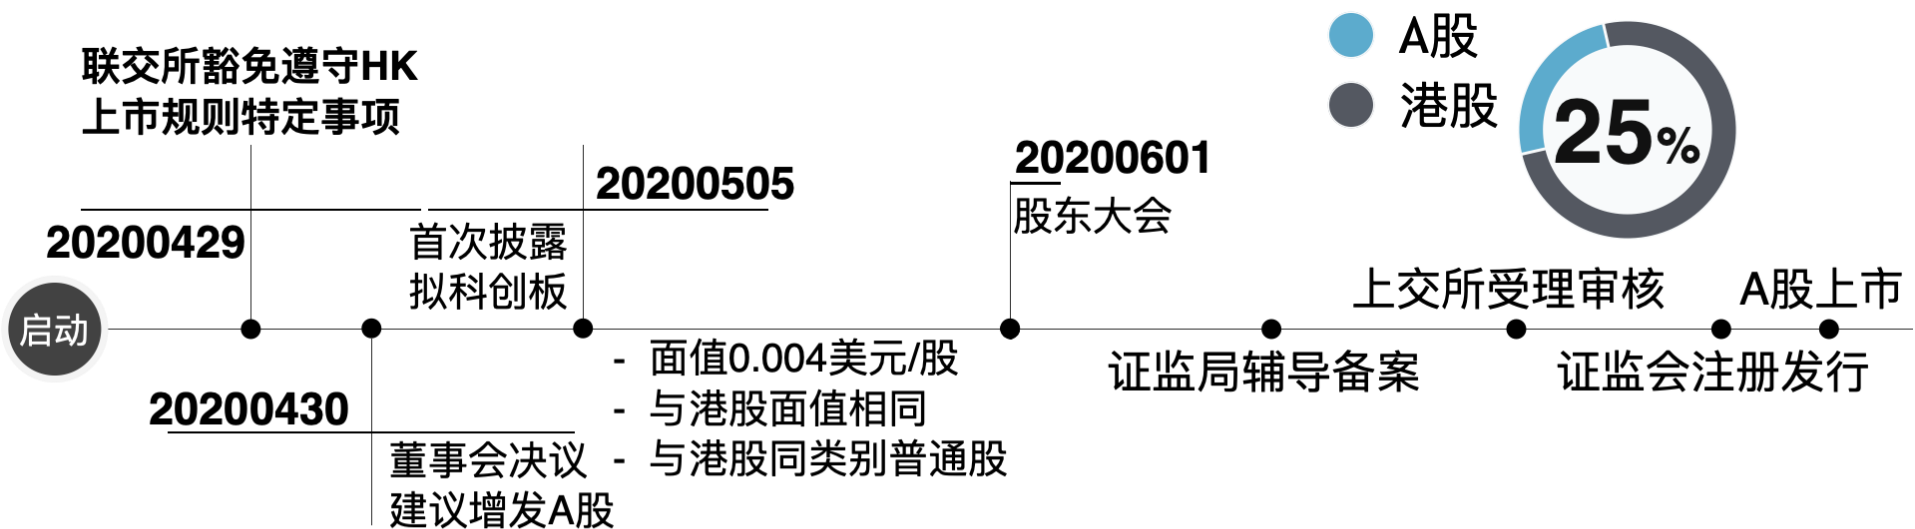 联交所豁免遵守HK
上市规则特定事项
20200429
启动
20200430
董事会决议
建议增发A股
20200505
首次披露
拟科创板
- 面值0.004美元/股
- 与港股面值相同
- 与港股同类别普通股
20200601
股东大会
证监局辅导备案
上交所受理审核
证监会注册发行
A股上市
A股
港股
25%